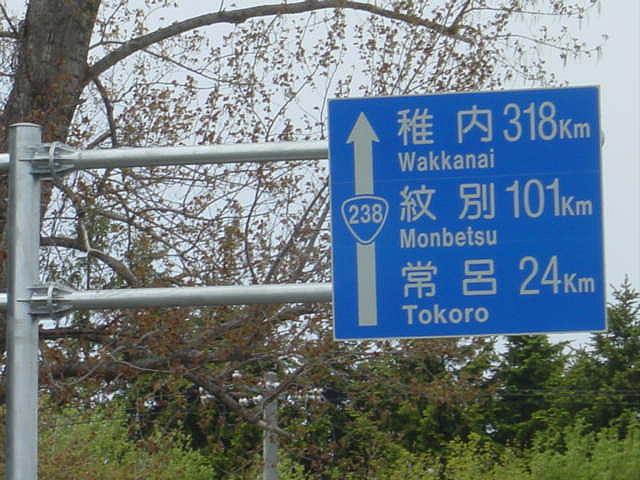 稚内 318Km
Wakkanai
238
紋別 101Km
Monbetsu
常呂 24Km
Tokoro